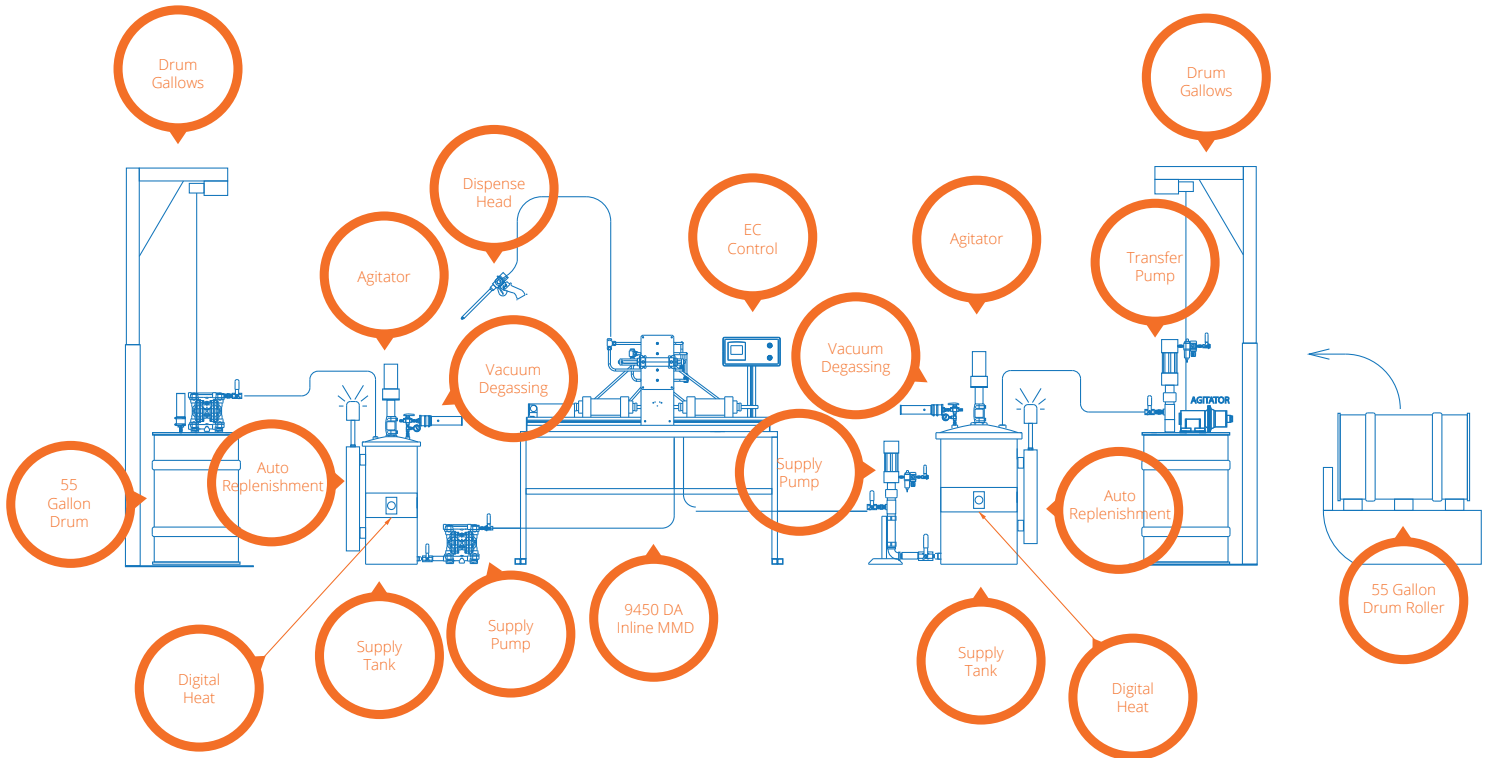 Drum
Gallows
Drum
Gallows
Dispense
Head
EC
Control
Agitator
Agitator
Transfer
Pump
Vacuum
Degassing
Vacuum
Degassing
AGITATOR
55
Gallon
Drum
Auto
Replenishment
Supply
Pump
Auto
Replenishment
Digital
Heat
Supply
Tank
Supply
Pump
9450 DA
Inline MMD
Supply
Tank
Digital
Heat
55 Gallon
Drum Roller